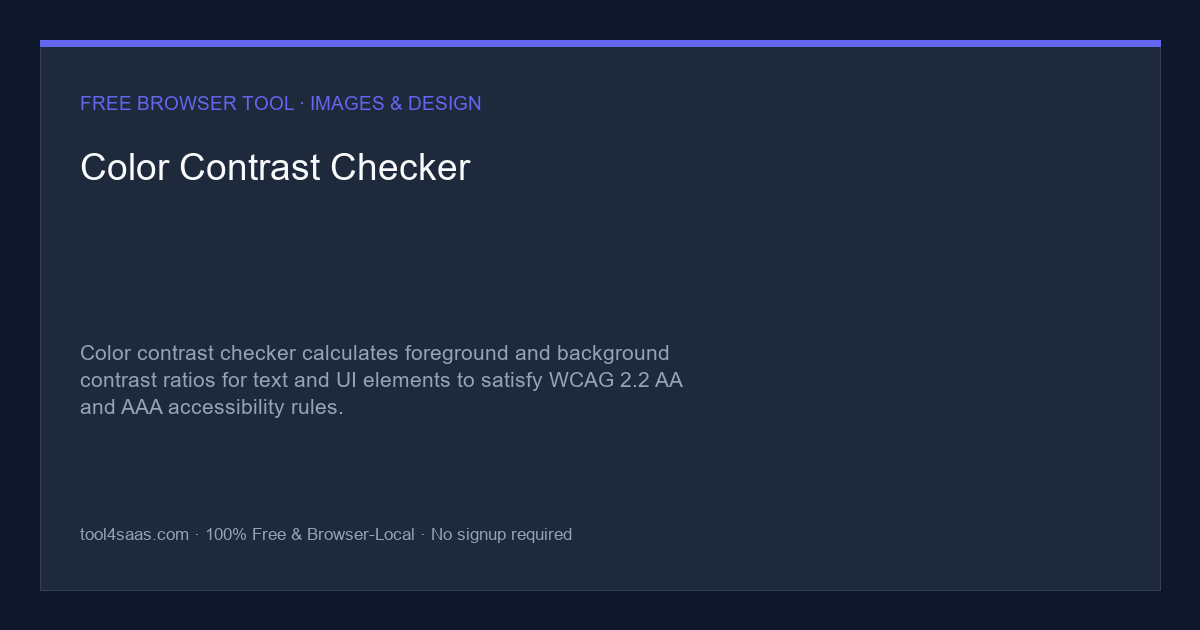 FREE BROWSER TOOL · IMAGES & DESIGN
Color Contrast Checker
Color contrast checker calculates foreground and background
contrast ratios for text and UI elements to satisfy WCAG 2.2 AA
and AAA accessibility rules.
tool4saas.com · 100% Free & Browser-Local · No signup required